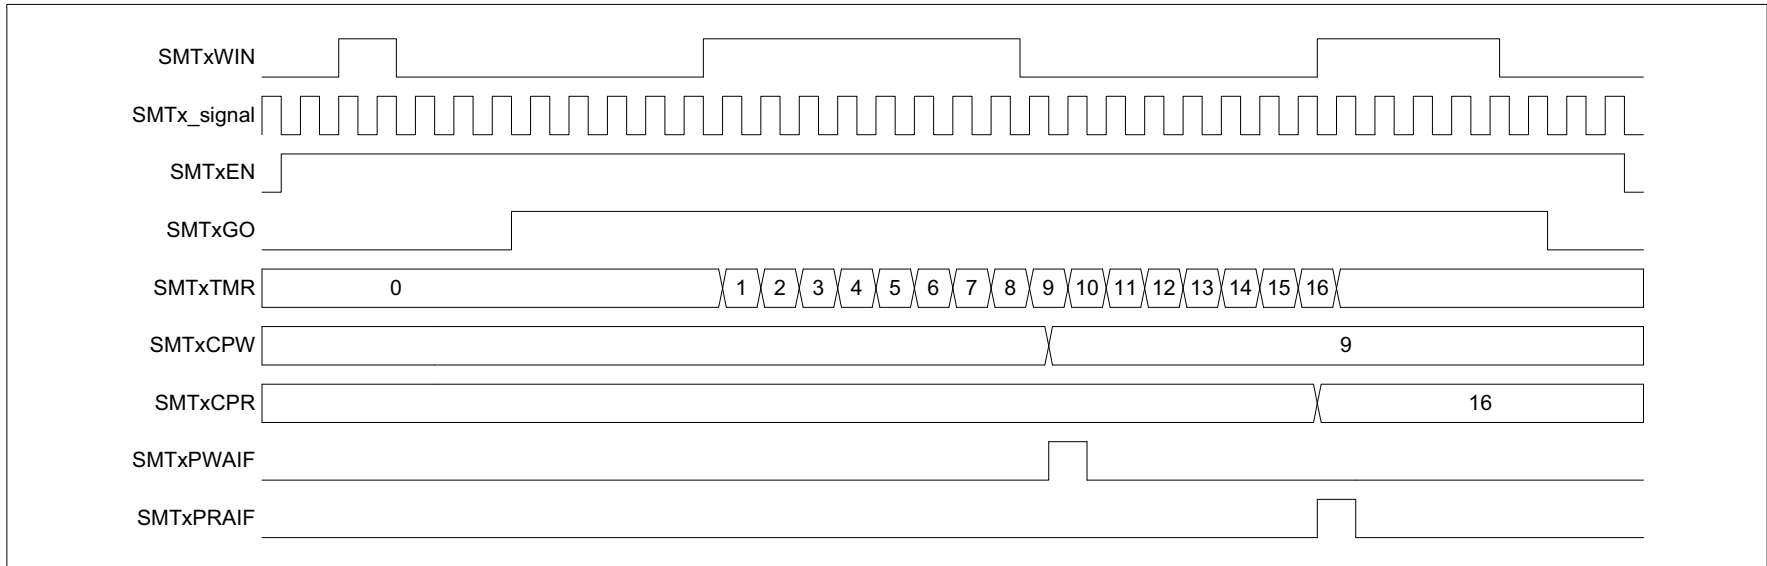 SMTxWIN
SMTx_signal
SMTxEN
SMTxGO
SMTxTMR 0 1 2 3 4 5 6 7 8 9 10 11 12 13 14 15 16
SMTxCPW 9
SMTxCPR 16
SMTxPWAIF
SMTxPRAIF